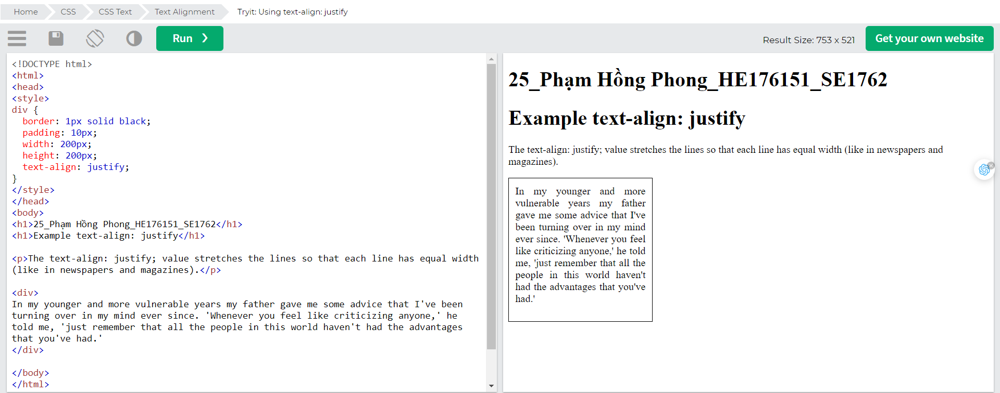 Home CSS CSS Text Text Alignment Tryit: Using text-align: justify
Run ❯ Result Size: 753 x 521 Get your own website
<!DOCTYPE html>
<html>
<head>
<style>
div {
  border: 1px solid black;
  padding: 10px;
  width: 200px;
  height: 200px;
  text-align: justify;
}
</style>
</head>
<body>
<h1>25_Phạm Hồng Phong_HE176151_SE1762</h1>
<h1>Example text-align: justify</h1>

<p>The text-align: justify; value stretches the lines so that each line has equal width
(like in newspapers and magazines).</p>

<div>
In my younger and more vulnerable years my father gave me some advice that I've been
turning over in my mind ever since. 'Whenever you feel like criticizing anyone,' he
told me, 'just remember that all the people in this world haven't had the advantages
that you've had.'
</div>

</body>
</html>
25_Phạm Hồng Phong_HE176151_SE1762
Example text-align: justify
The text-align: justify; value stretches the lines so that each line has equal width (like in newspapers and
magazines).
In my younger and more
vulnerable years my father
gave me some advice that I've
been turning over in my mind
ever since. 'Whenever you feel
like criticizing anyone,' he told
me, 'just remember that all the
people in this world haven't
had the advantages that you've
had.'